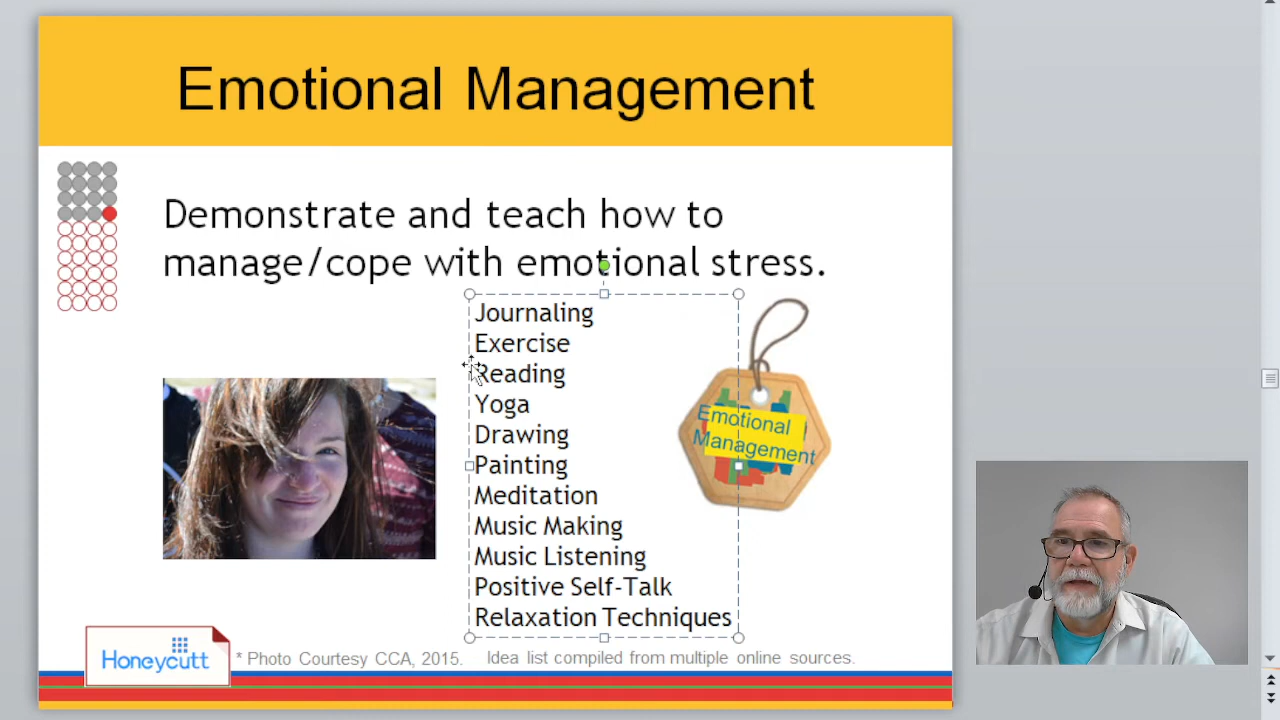 Emotional Management
Demonstrate and teach how to
manage/cope with emotional stress.
Journaling
Exercise
Reading
Yoga
Drawing
Painting
Meditation
Music Making
Music Listening
Positive Self-Talk
Relaxation Techniques
Emotional
Management
Honeycutt
* Photo Courtesy CCA, 2015. Idea list compiled from multiple online sources.